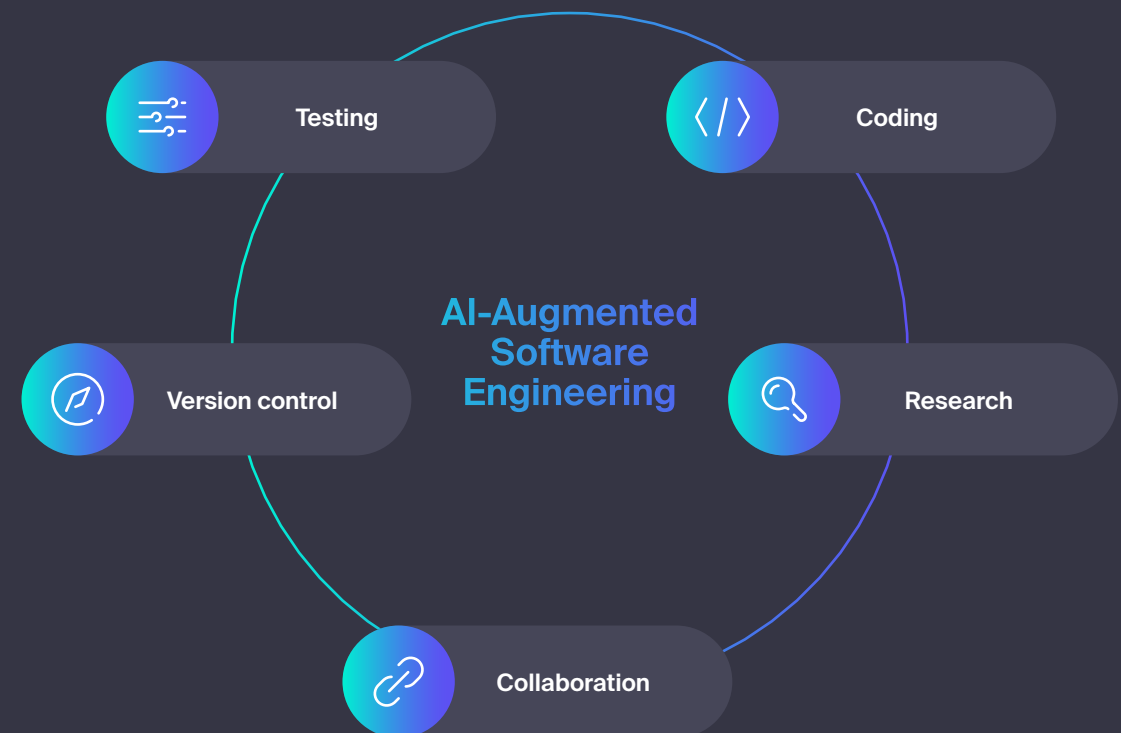 Testing
Coding
AI-Augmented
Software
Engineering
Version control
Research
Collaboration